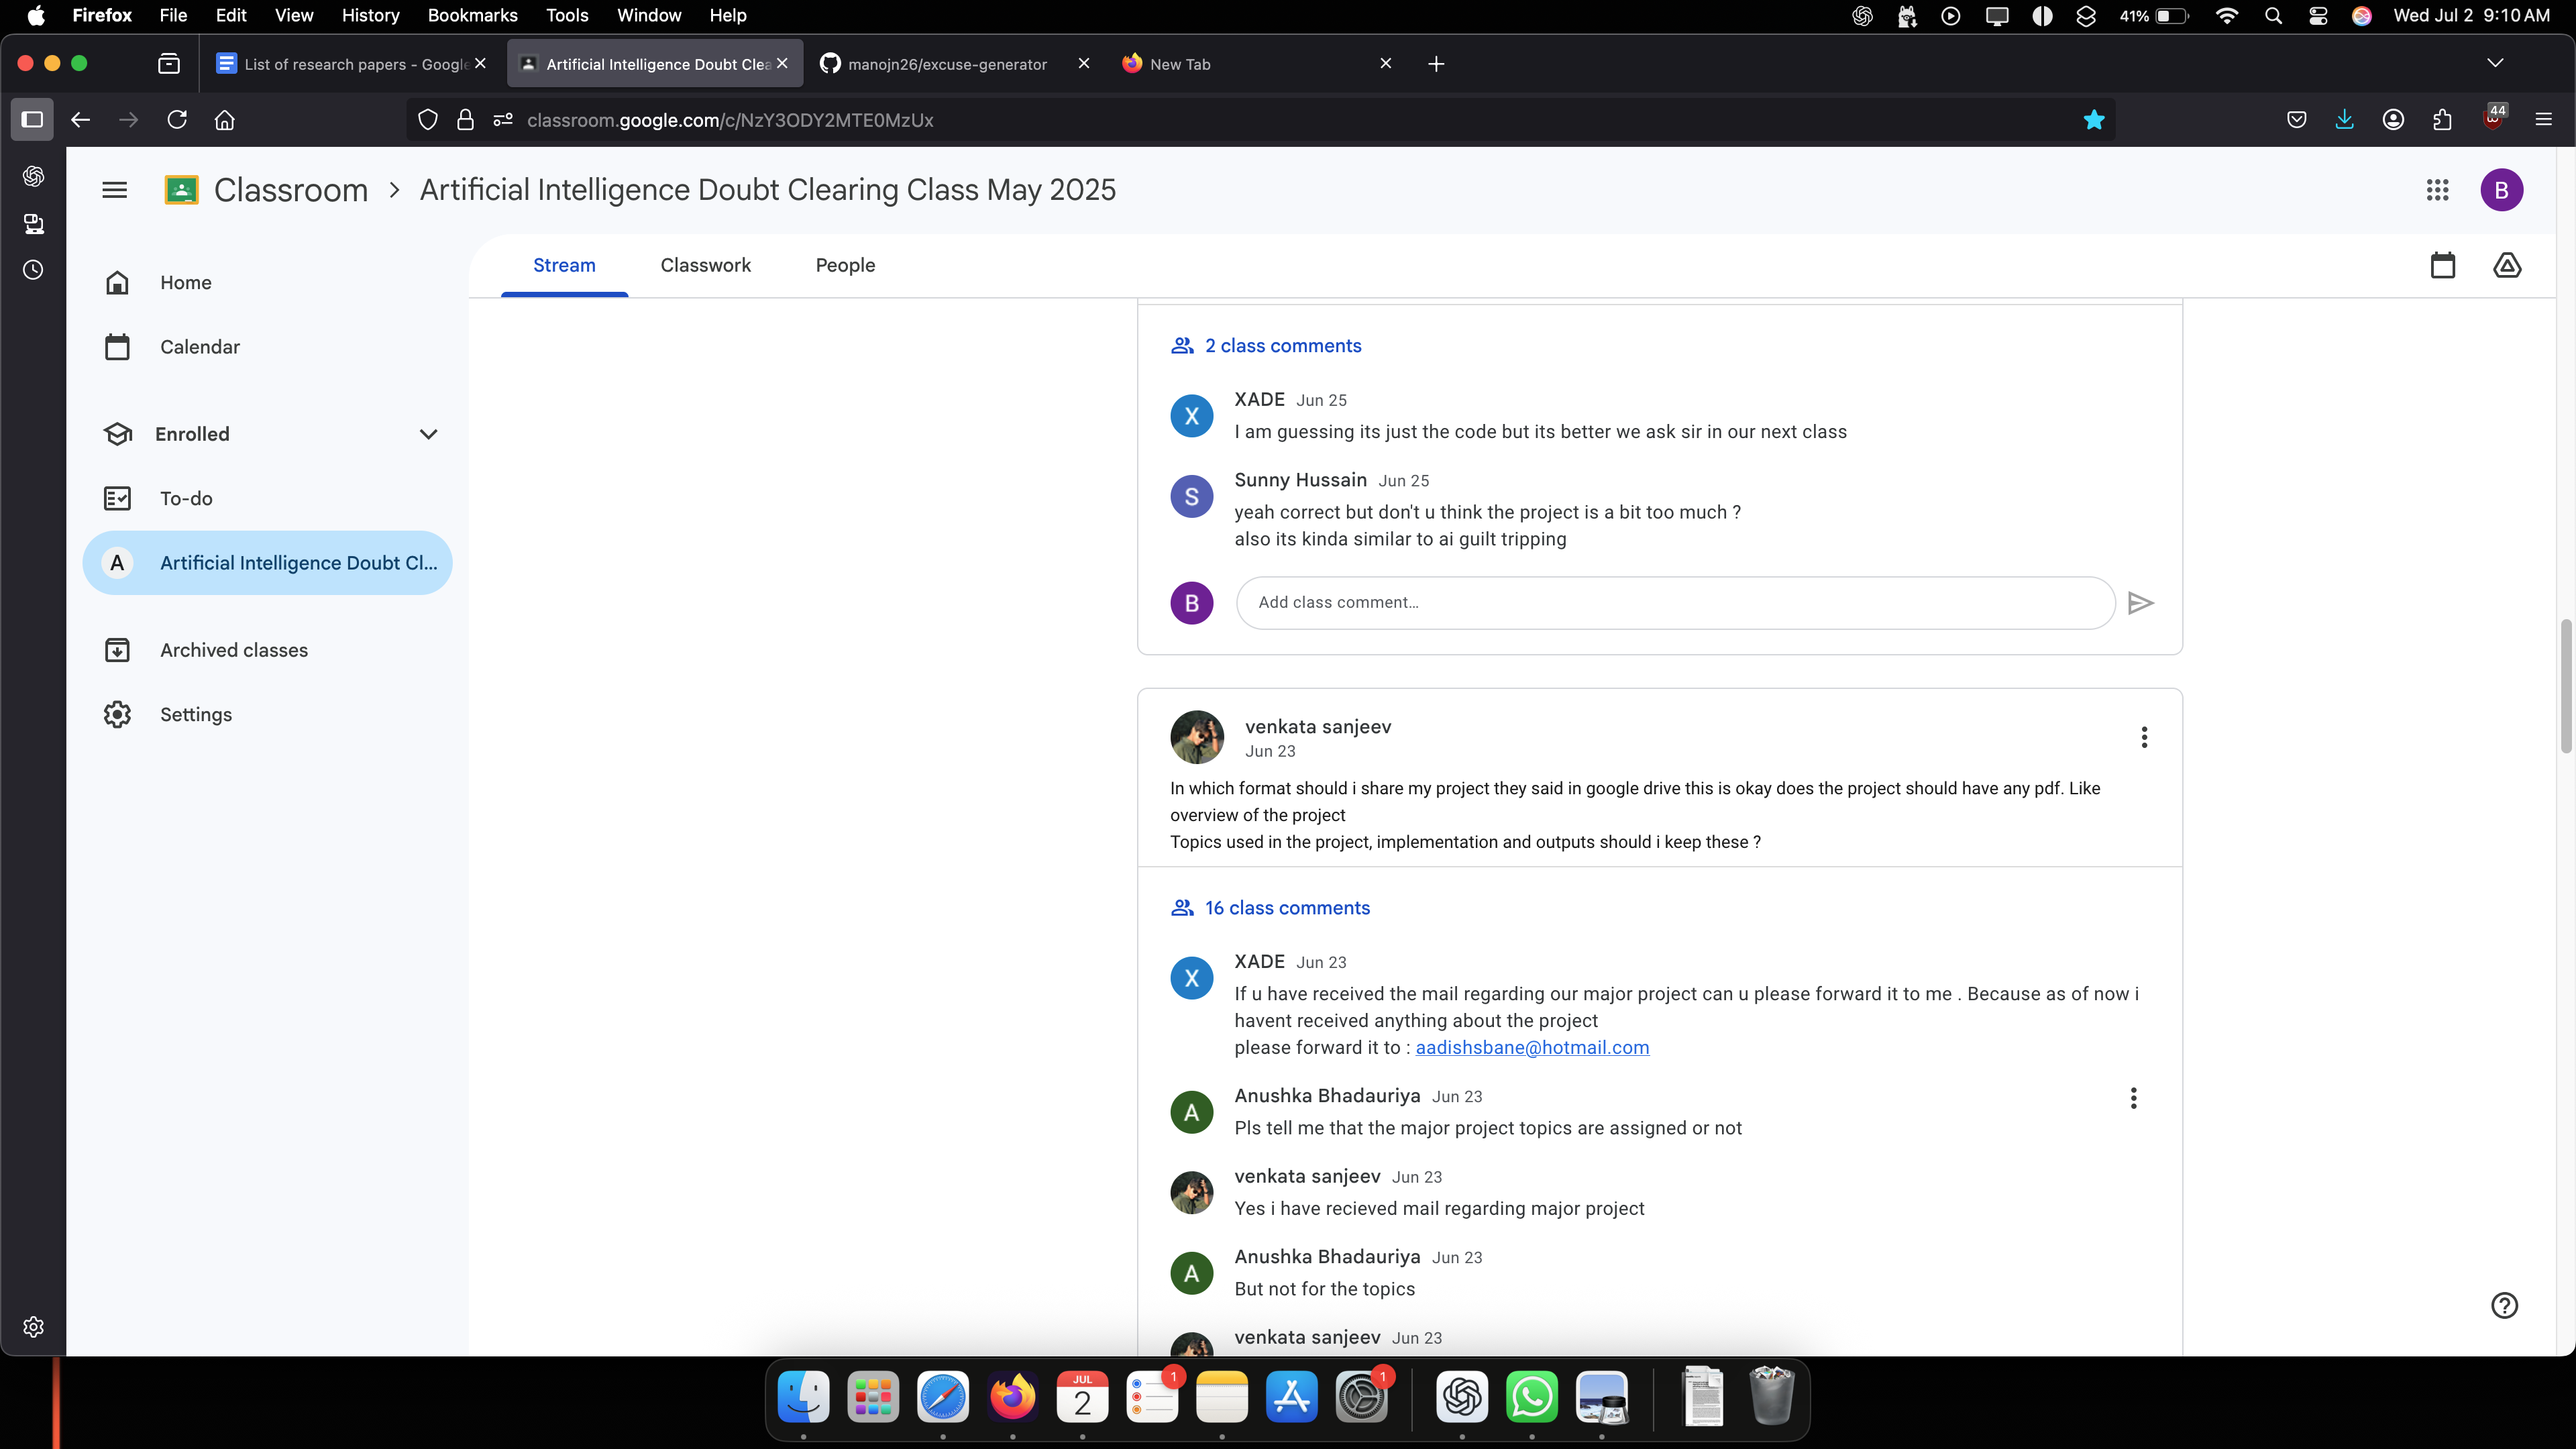 Firefox File Edit View History Bookmarks Tools Window Help 41% Wed Jul 2 9:10 AM
List of research papers - Google
Artificial Intelligence Doubt Clea
manojn26/excuse-generator
New Tab
classroom.google.com/c/NzY3ODY2MTE0MzUx
44
Classroom > Artificial Intelligence Doubt Clearing Class May 2025
B
Home
Calendar
Enrolled
To-do
A Artificial Intelligence Doubt Cl...
Archived classes
Settings
Stream Classwork People
2 class comments
X
XADE Jun 25
I am guessing its just the code but its better we ask sir in our next class
S
Sunny Hussain Jun 25
yeah correct but don't u think the project is a bit too much ?
also its kinda similar to ai guilt tripping
B
Add class comment...
venkata sanjeev
Jun 23
In which format should i share my project they said in google drive this is okay does the project should have any pdf. Like
overview of the project
Topics used in the project, implementation and outputs should i keep these ?
16 class comments
X
XADE Jun 23
If u have received the mail regarding our major project can u please forward it to me . Because as of now i
havent received anything about the project
please forward it to : aadishsbane@hotmail.com
A
Anushka Bhadauriya Jun 23
Pls tell me that the major project topics are assigned or not
venkata sanjeev Jun 23
Yes i have recieved mail regarding major project
A
Anushka Bhadauriya Jun 23
But not for the topics
venkata sanjeev Jun 23
JUL
2
1
1